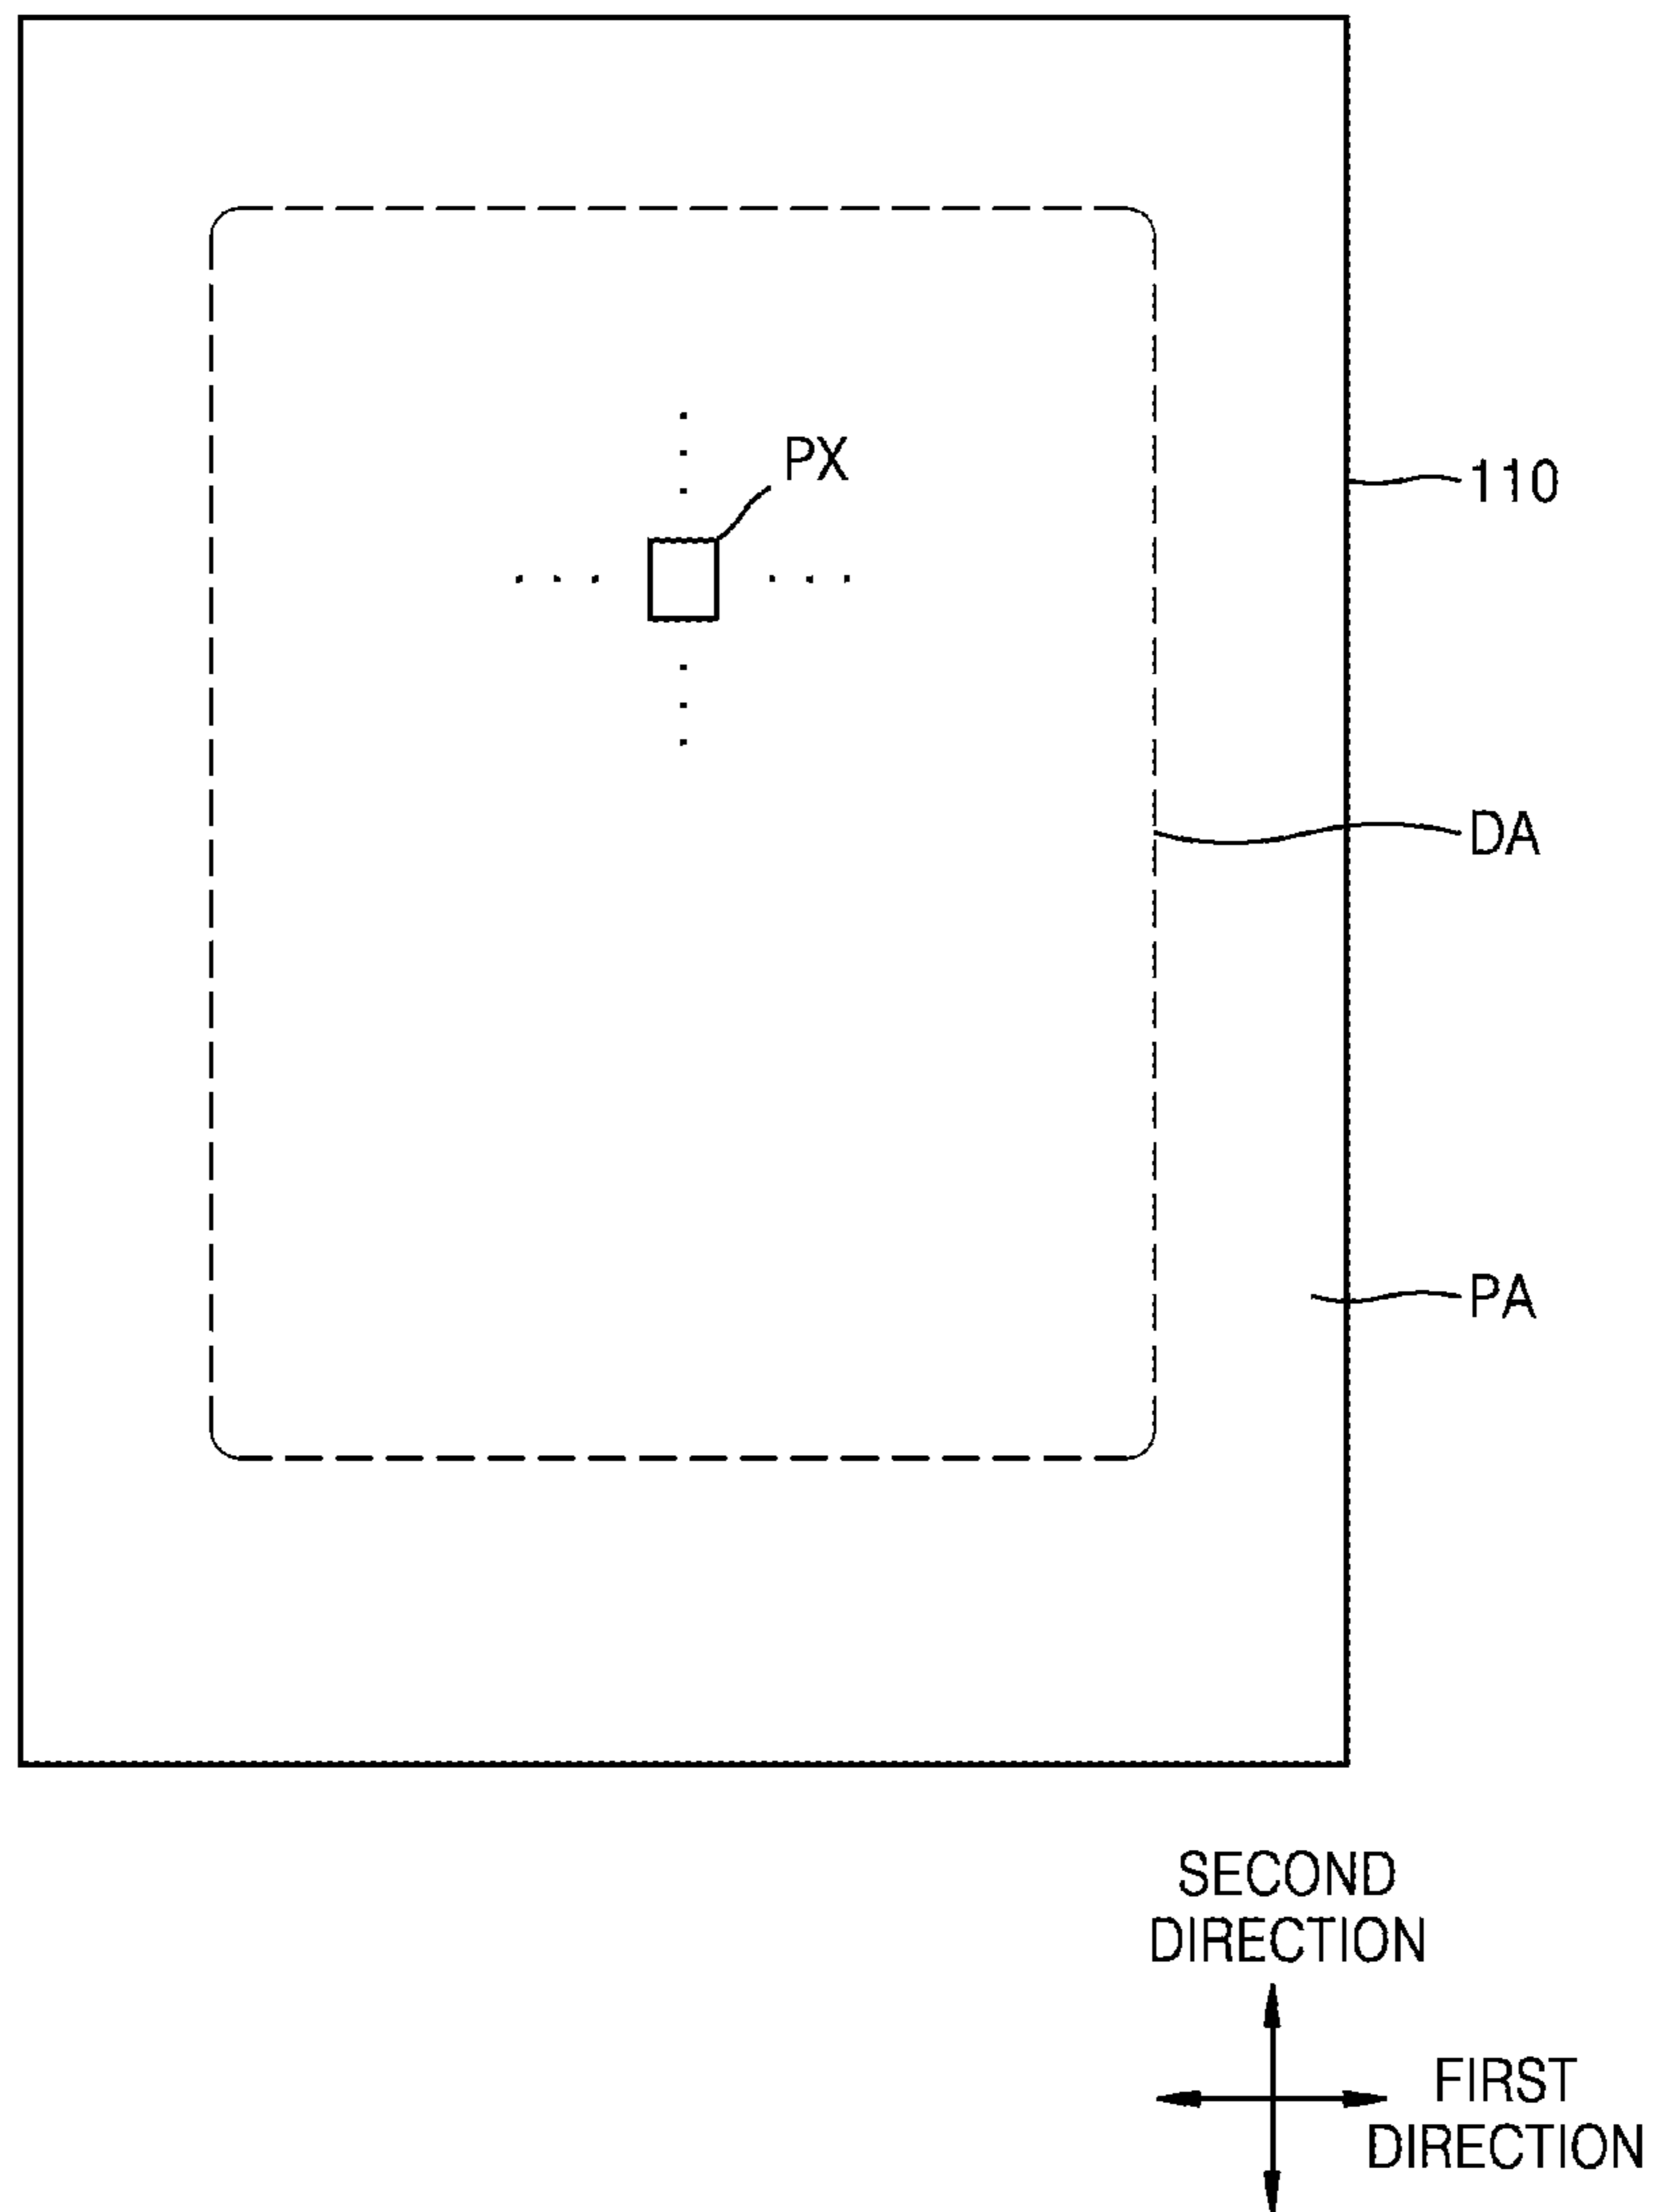 PX
110
DA
PA
SECOND
DIRECTION
FIRST
DIRECTION